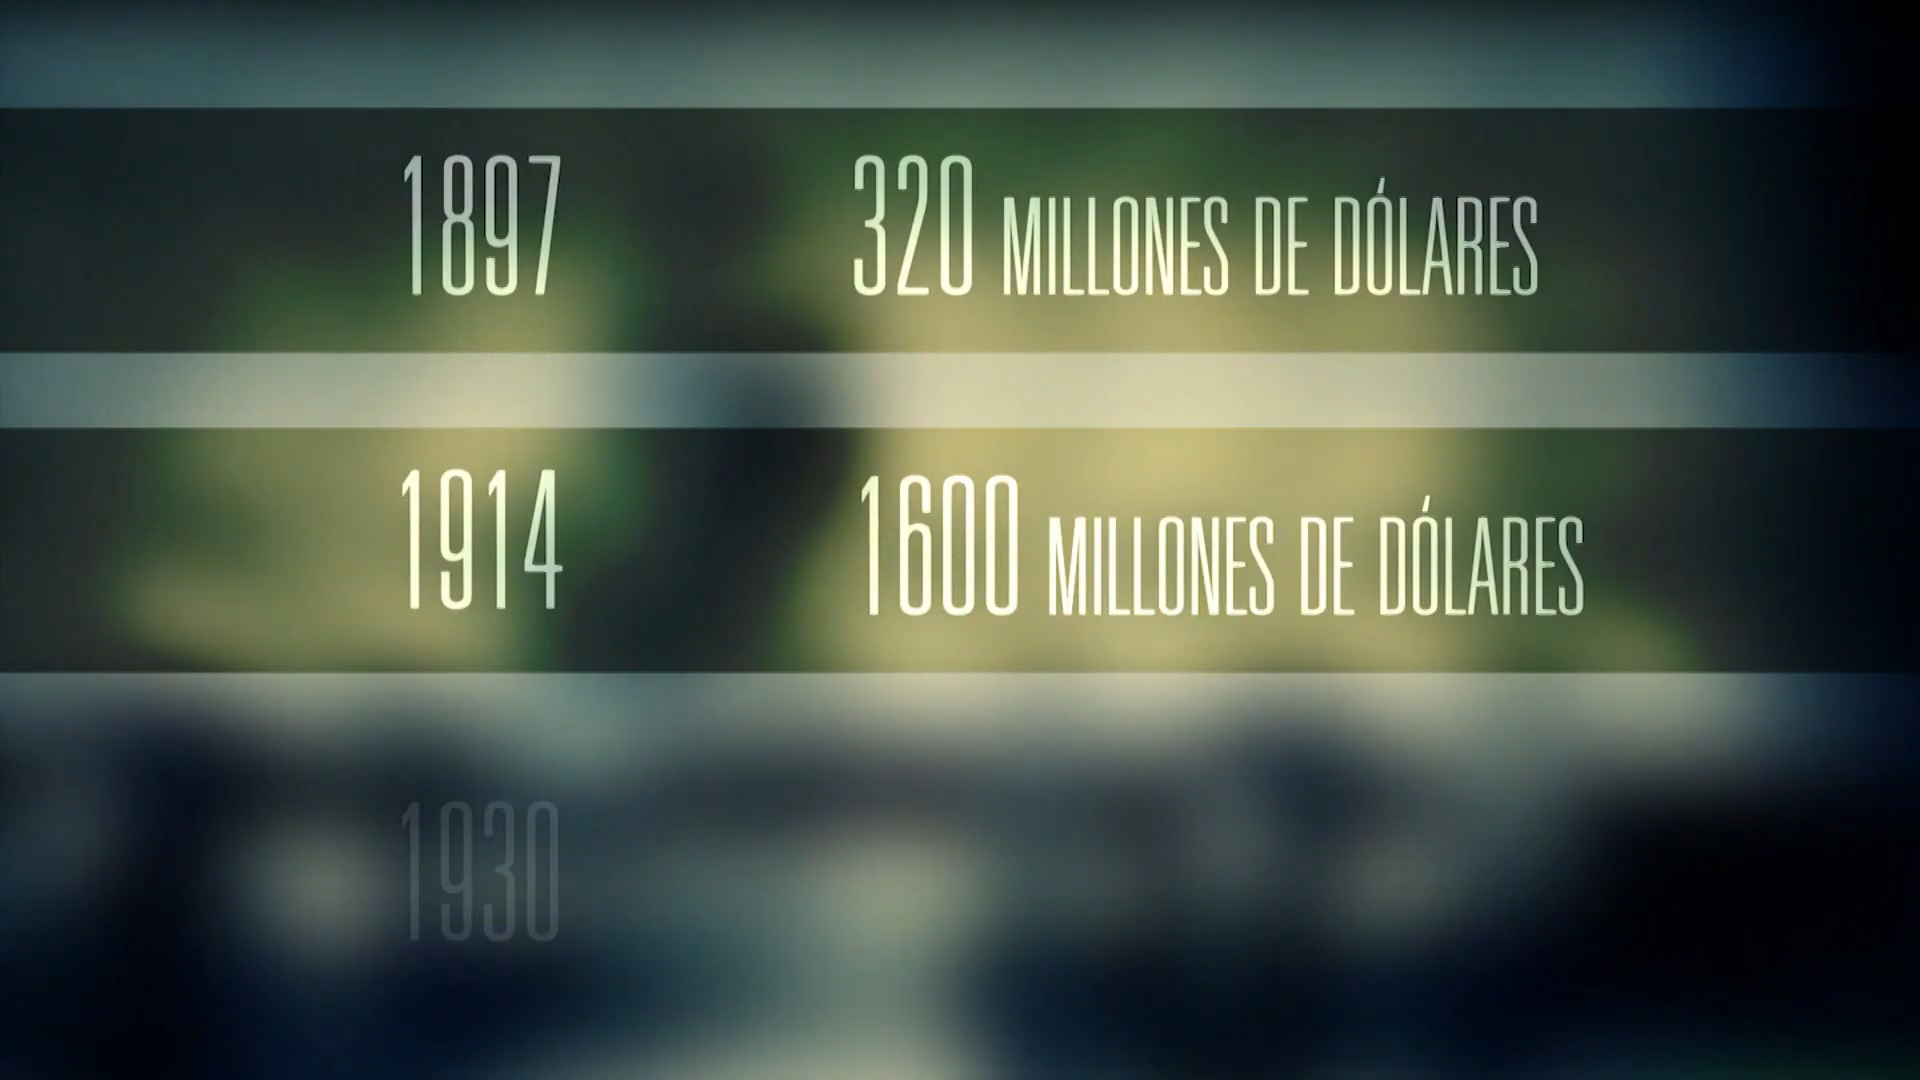 1897 320 MILLONES DE DÓLARES
1914 1600 MILLONES DE DÓLARES
1930